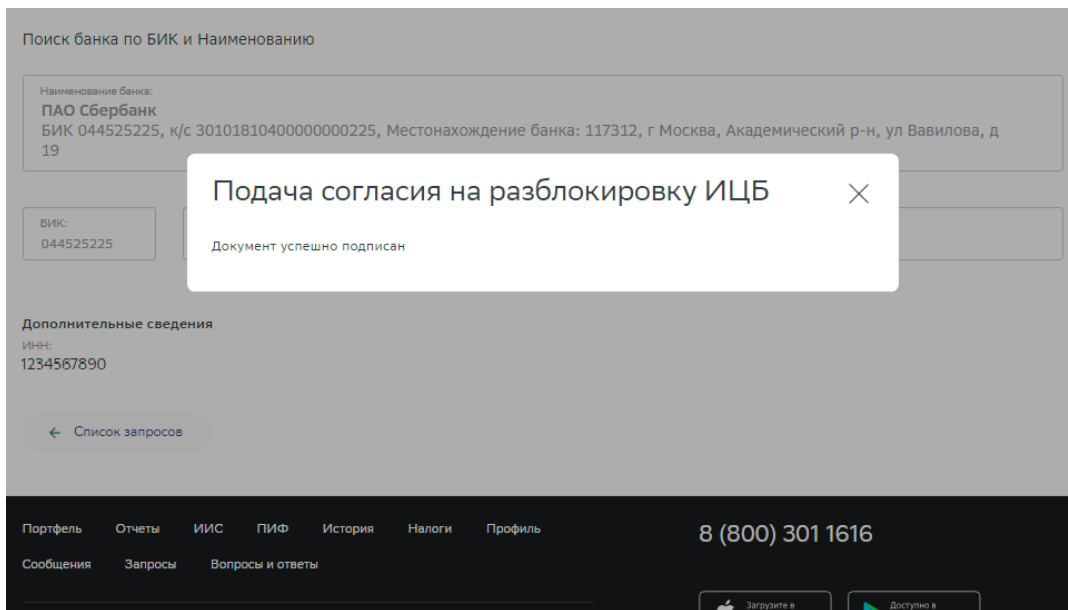 Поиск банка по БИК и Наименованию
Наименование банка:
ПАО Сбербанк
БИК 044525225, к/с 30101810400000000225, Местонахождение банка: 117312, г Москва, Академический р-н, ул Вавилова, д
19
Подача согласия на разблокировку ИЦБ
Документ успешно подписан
БИК:
044525225
Дополнительные сведения
ИНН:
1234567890
← Список запросов
Портфель Отчеты ИИС ПИФ История Налоги Профиль
8 (800) 301 1616
Сообщения Запросы Вопросы и ответы
Загрузите в Доступно в